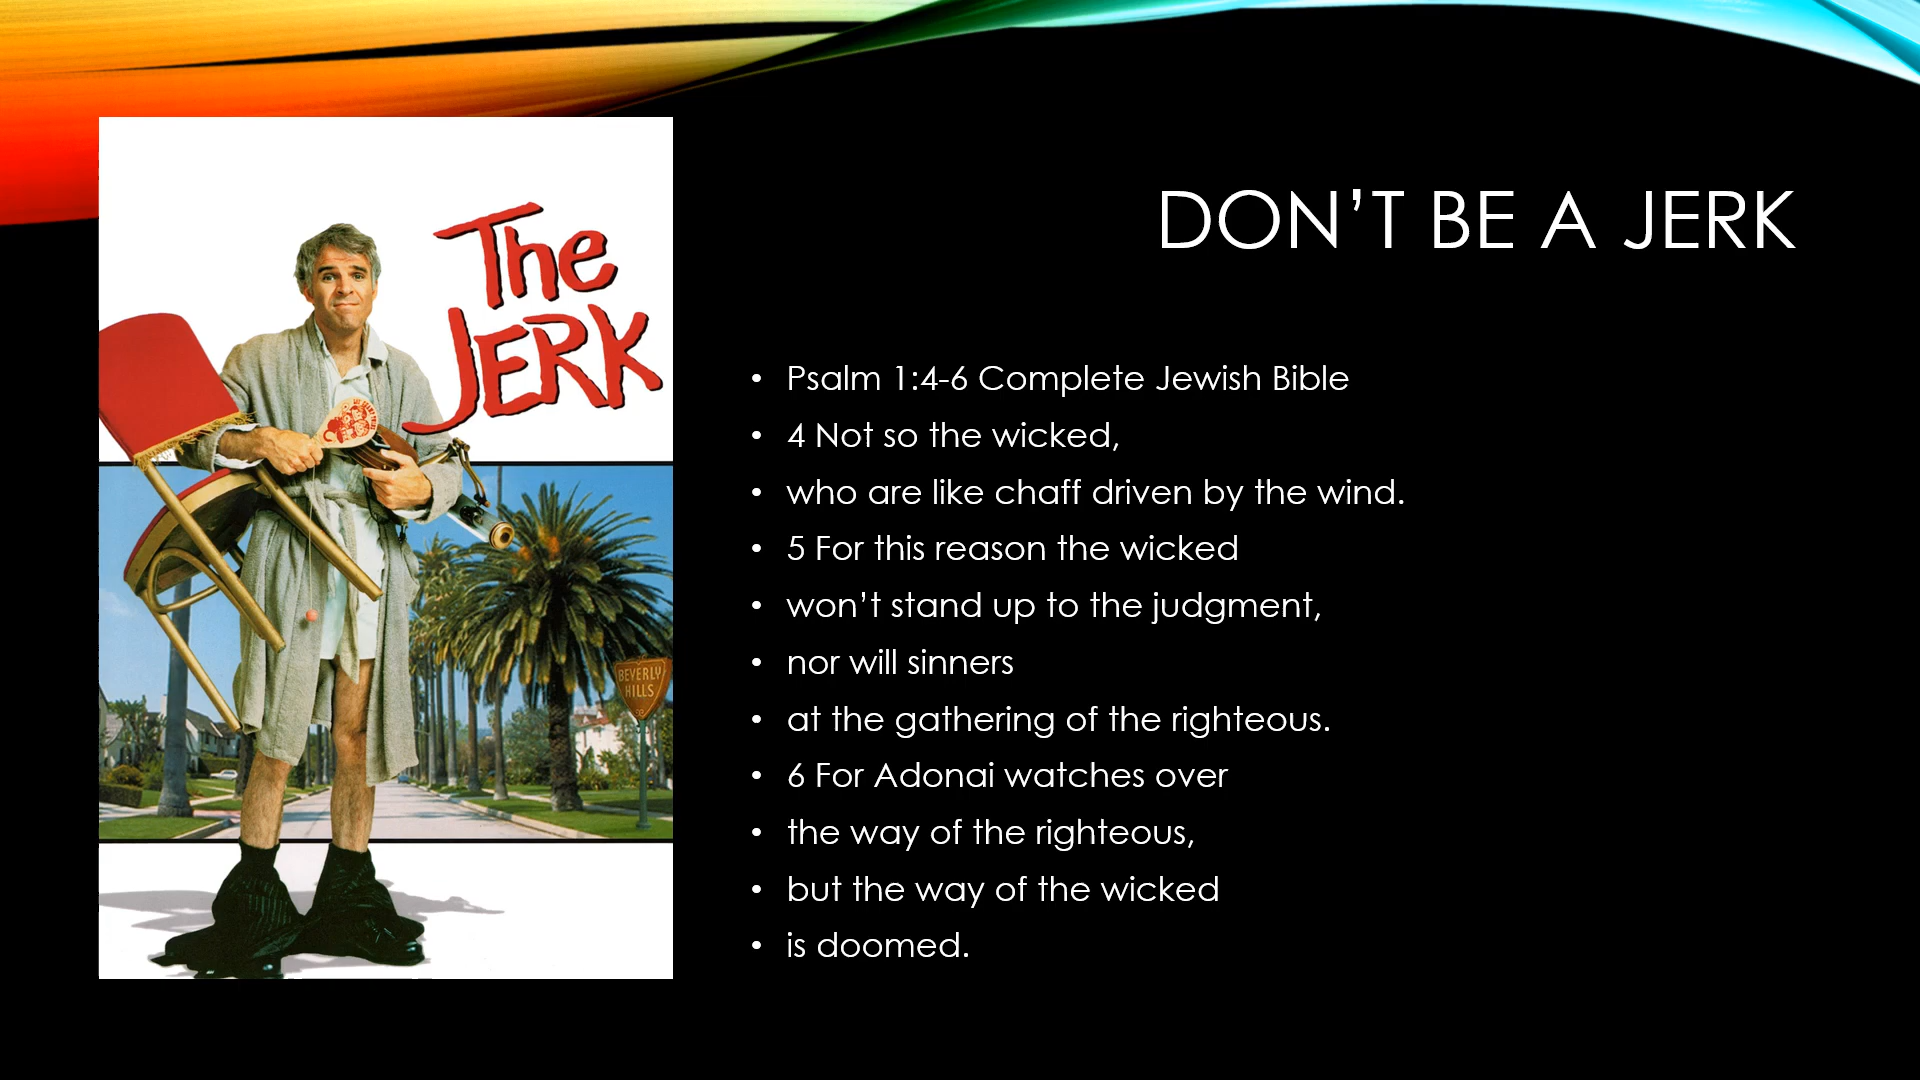 The
JERK
BEVERLY
HILLS
DON’T BE A JERK
• Psalm 1:4-6 Complete Jewish Bible
• 4 Not so the wicked,
• who are like chaff driven by the wind.
• 5 For this reason the wicked
• won’t stand up to the judgment,
• nor will sinners
• at the gathering of the righteous.
• 6 For Adonai watches over
• the way of the righteous,
• but the way of the wicked
• is doomed.